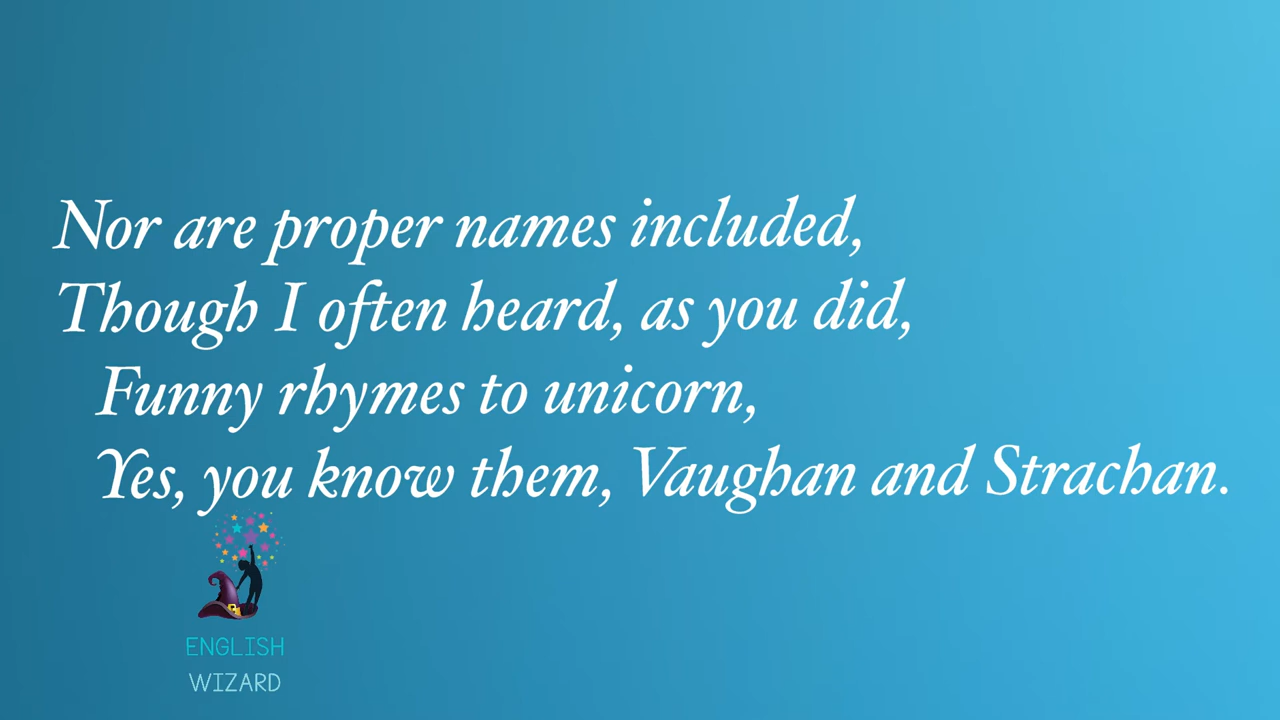 Nor are proper names included,
Though I often heard, as you did,
Funny rhymes to unicorn,
Yes, you know them, Vaughan and Strachan.
ENGLISH
WIZARD